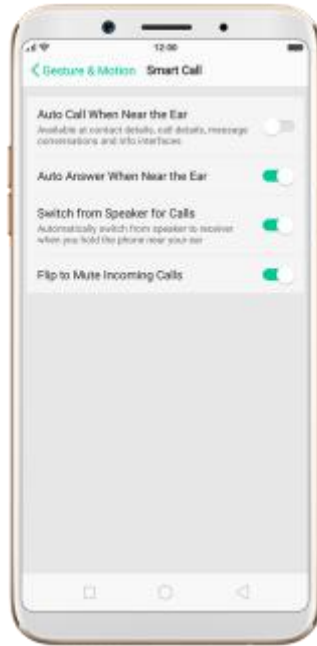 12:00
Gesture & Motion Smart Call
Auto Call When Near the Ear
Available at contact details, call details, message
conversations and info interfaces
Auto Answer When Near the Ear
Switch from Speaker for Calls
Automatically switch from speaker to receiver
when you hold the phone near your ear
Flip to Mute Incoming Calls